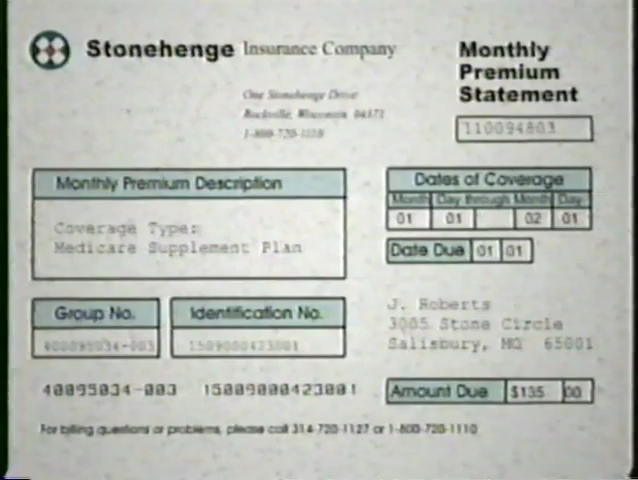 Stonehenge Insurance Company
Monthly
Premium
Statement
One Stonehenge Drive
Rockville, Wisconsin 04371
1-800-720-1110
110094803
Monthly Premium Description
Coverage Type:
Medicare Supplement Plan
Dates of Coverage
Month Day through Month Day
01 01 02 01
Date Due 01 01
Group No.
Identification No.
400095034-003
J. Roberts
3005 Stone Circle
Salisbury, MO 65001
40095034-003 15009000423001
Amount Due $135 00
For billing questions or problems, please call 314-720-1127 or 1-800-720-1110